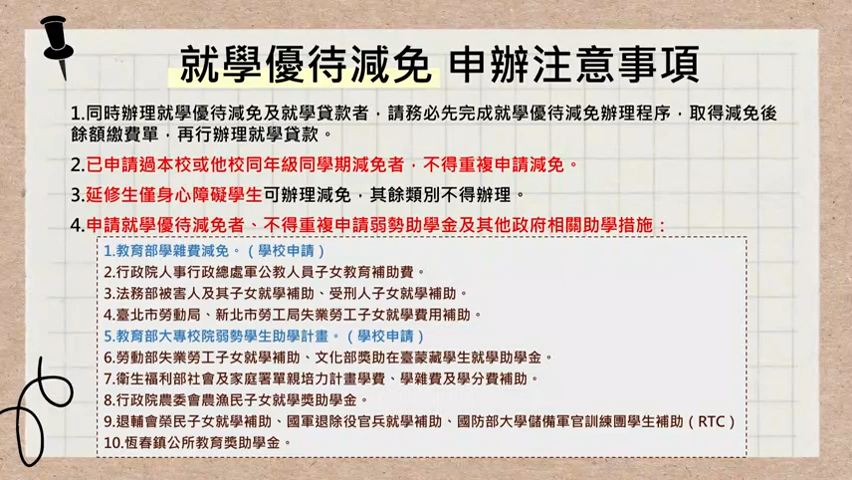 就學優待減免 申辦注意事項
1.同時辦理就學優待減免及就學貸款者，請務必先完成就學優待減免辦理程序，取得減免後
餘額繳費單，再行辦理就學貸款。
2.已申請過本校或他校同年級同學期減免者，不得重複申請減免。
3.延修生僅身心障礙學生可辦理減免，其餘類別不得辦理。
4.申請就學優待減免者、不得重複申請弱勢助學金及其他政府相關助學措施：
1.教育部學雜費減免。（學校申請）
2.行政院人事行政總處軍公教人員子女教育補助費。
3.法務部被害人及其子女就學補助、受刑人子女就學補助。
4.臺北市勞動局、新北市勞工局失業勞工子女就學費用補助。
5.教育部大專校院弱勢學生助學計畫。（學校申請）
6.勞動部失業勞工子女就學補助、文化部獎助在臺蒙藏學生就學助學金。
7.衛生福利部社會及家庭署單親培力計畫學費、學雜費及學分費補助。
8.行政院農委會農漁民子女就學獎助學金。
9.退輔會榮民子女就學補助、國軍退除役官兵就學補助、國防部大學儲備軍官訓練團學生補助（RTC）
10.恆春鎮公所教育獎助學金。